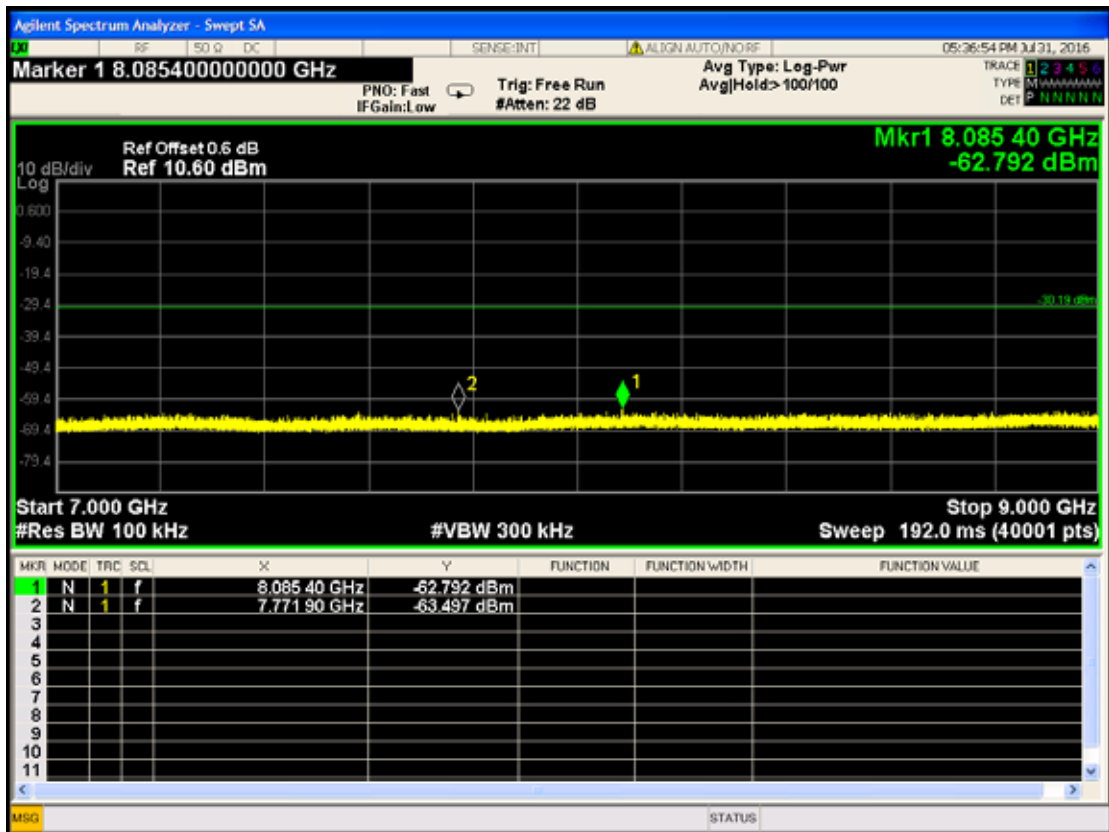 Agilent Spectrum Analyzer - Swept SA
LXI RF 50 Ω DC SENSE:INT ALIGN AUTO/NO RF 05:36:54 PM Jul 31, 2016
Marker 1 8.085400000000 GHz
PNO: Fast
IFGain:Low
Trig: Free Run
#Atten: 22 dB
Avg Type: Log-Pwr
Avg|Hold:> 100/100
TRACE 1 2 3 4 5 6
TYPE M WWWWW
DET P N N N N N
Mkr1 8.085 40 GHz
-62.792 dBm
Ref Offset 0.6 dB
10 dB/div Ref 10.60 dBm
Log
0.600
-9.40
-19.4
-29.4
-30.19 dBm
-39.4
-49.4
2
1
-59.4
-69.4
-79.4
Start 7.000 GHz Stop 9.000 GHz
#Res BW 100 kHz #VBW 300 kHz Sweep 192.0 ms (40001 pts)
MKR MODE TRC SCL X Y FUNCTION FUNCTION WIDTH FUNCTION VALUE
1 N 1 f 8.085 40 GHz -62.792 dBm
2 N 1 f 7.771 90 GHz -63.497 dBm
3
4
5
6
7
8
9
10
11
MSG STATUS